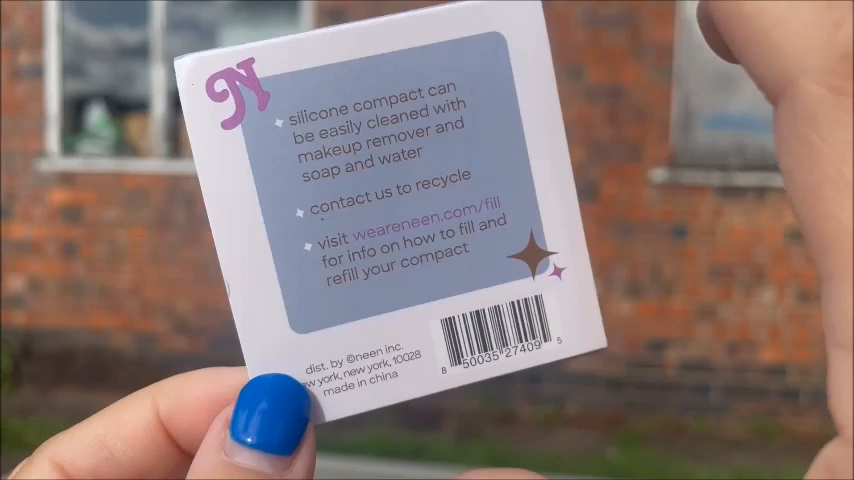 N
silicone compact can
be easily cleaned with
makeup remover and
soap and water
contact us to recycle
visit weareneen.com/fill
for info on how to fill and
refill your compact
dist. by ©neen inc.
york, new york, 10028
made in china
8 50035 27409 5